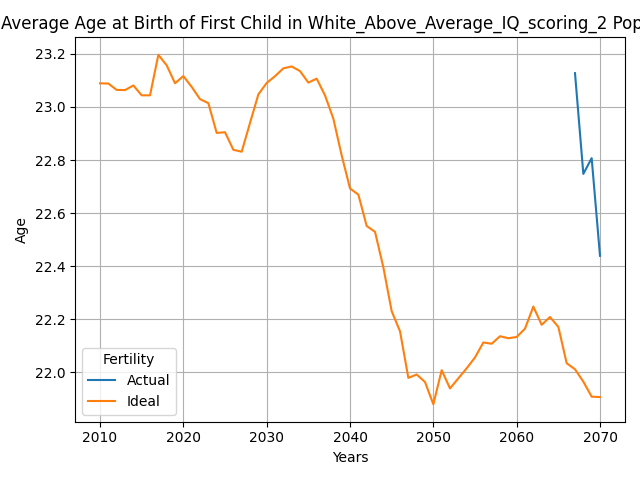 Average Age at Birth of First Child in White_Above_Average_IQ_scoring_2 Pop
23.2
23.0
22.8
22.6
22.4
22.2
22.0
Age
Fertility
Actual
Ideal
2010 2020 2030 2040 2050 2060 2070
Years